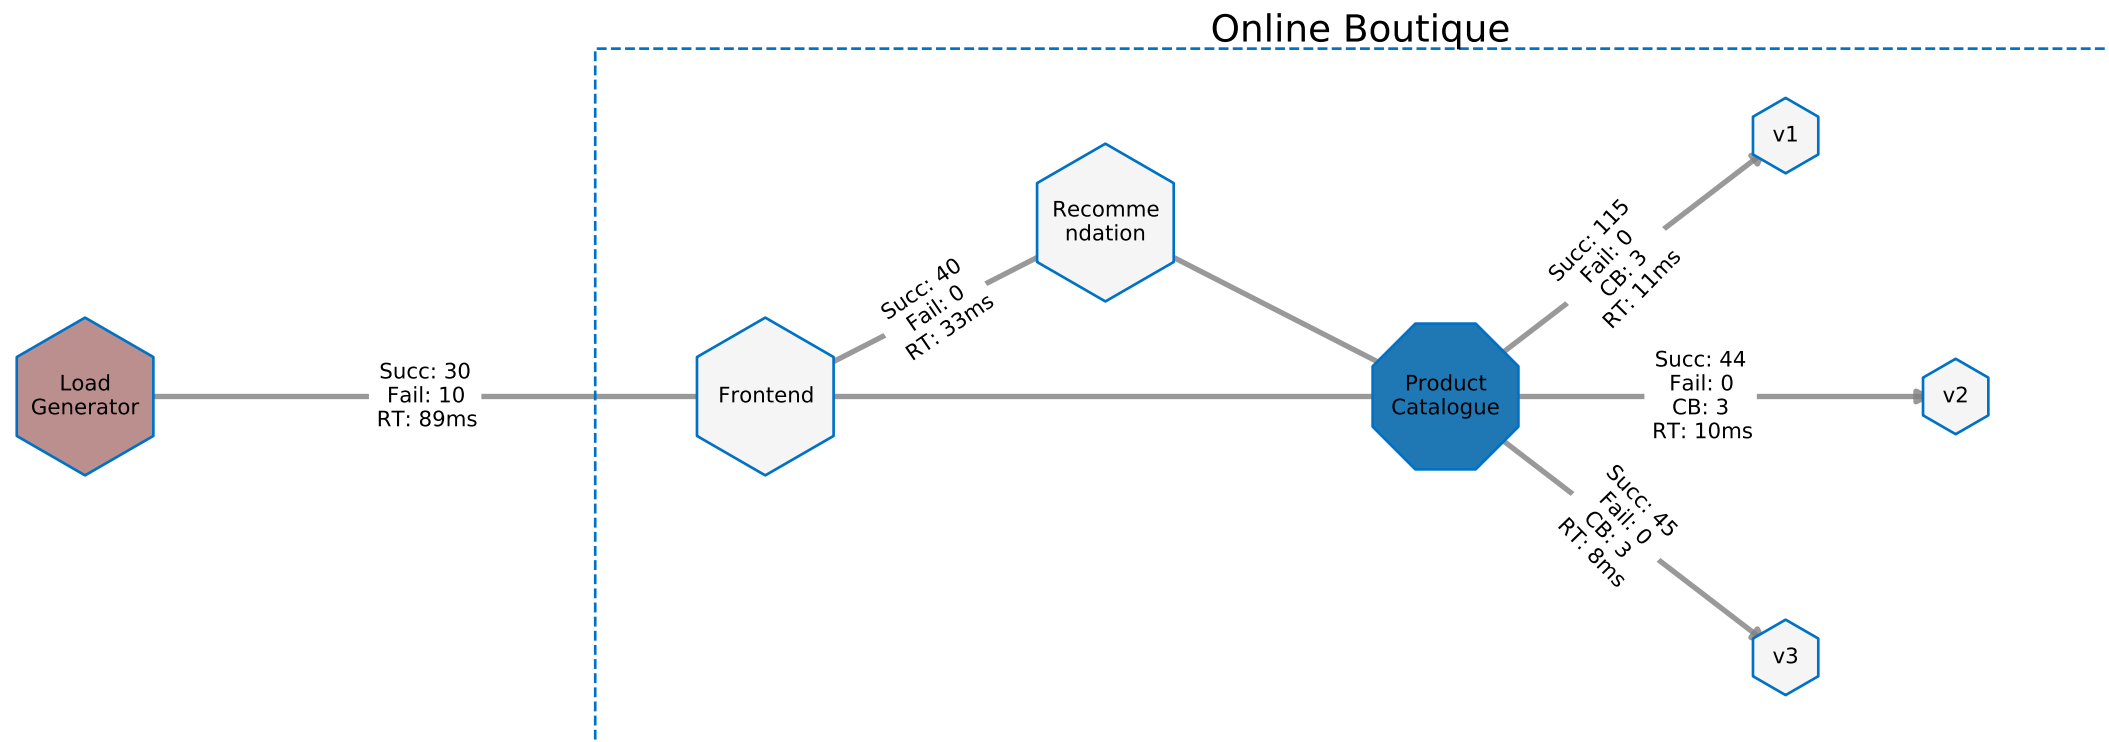 Online Boutique
Load
Generator
Succ: 30
Fail: 10
RT: 89ms
Frontend
Succ: 40
Fail: 0
RT: 33ms
Recomme
ndation
Product
Catalogue
Succ: 115
Fail: 0
CB: 3
RT: 11ms
v1
Succ: 44
Fail: 0
CB: 3
RT: 10ms
v2
Succ: 45
Fail: 0
CB: 3
RT: 8ms
v3